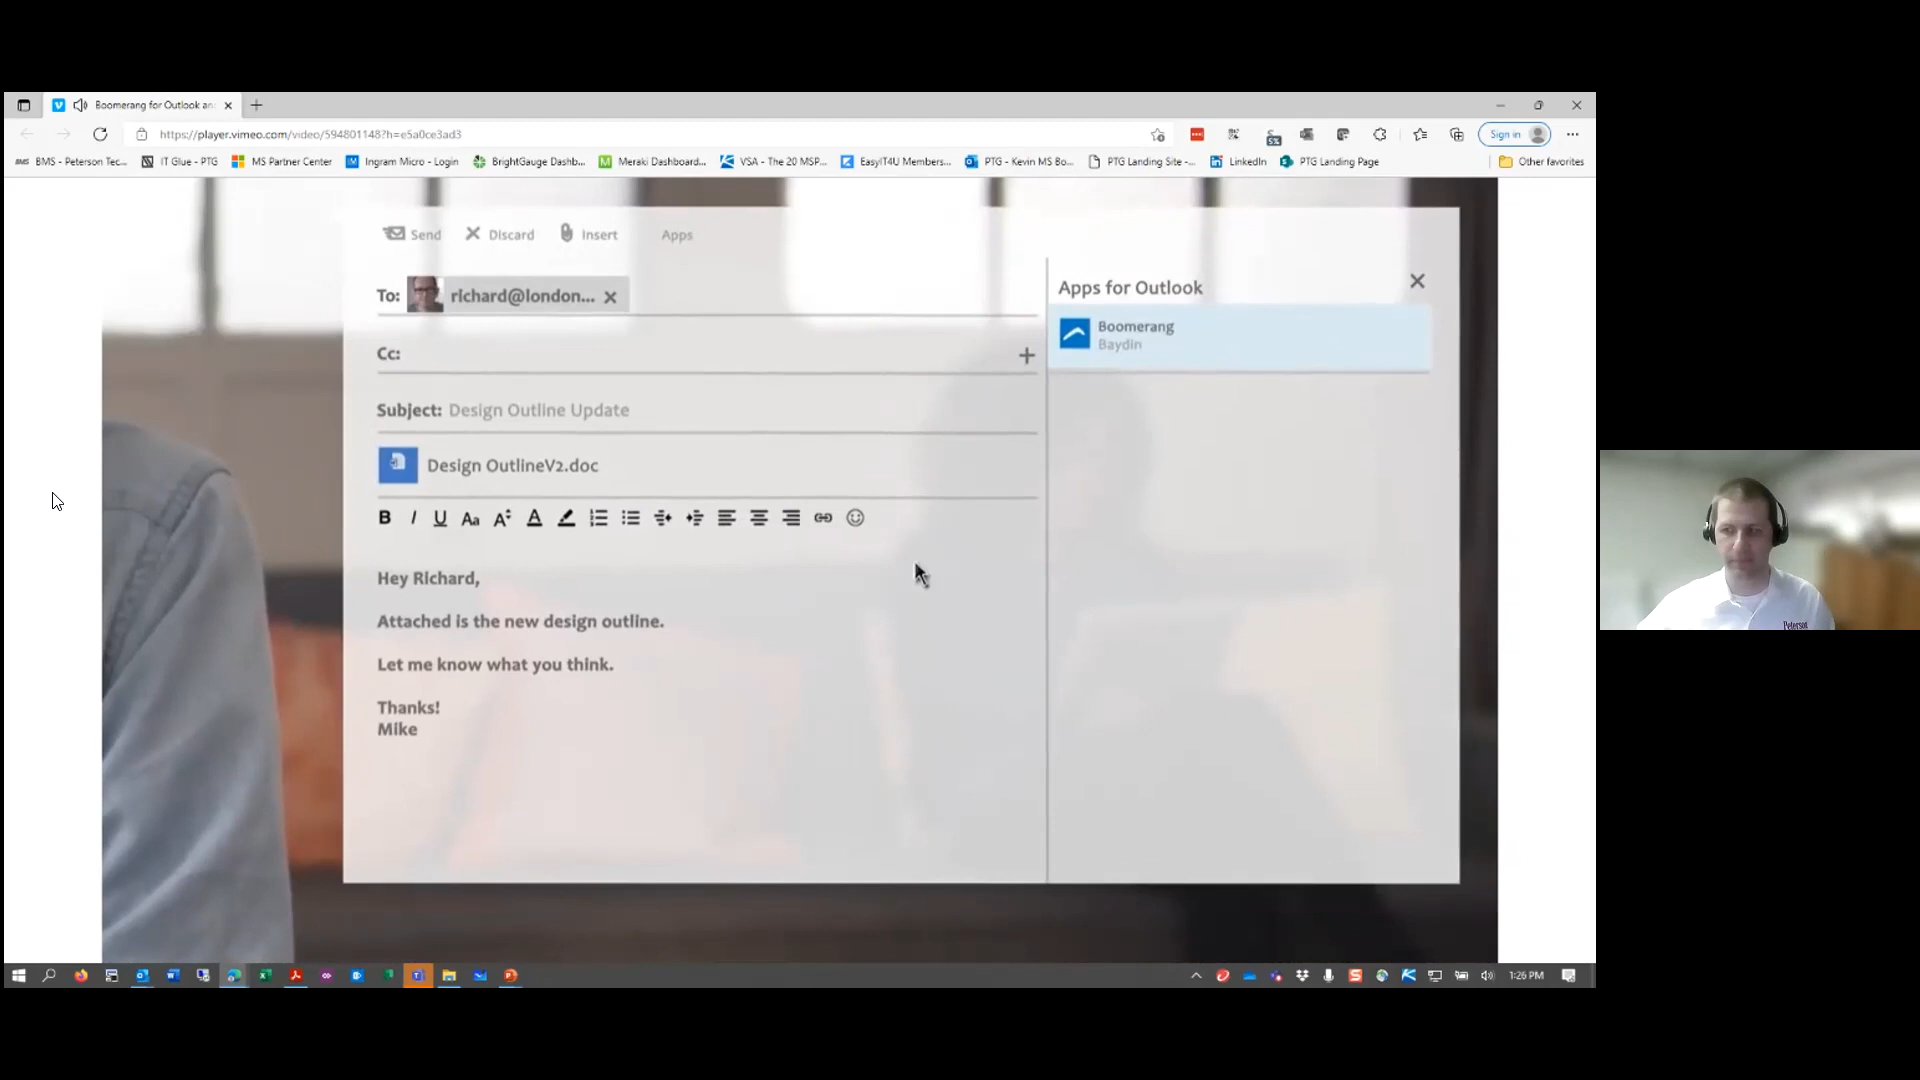 Boomerang for Outlook an
https://player.vimeo.com/video/594801148?h=e5a0ce3ad3
5%
Sign in
BMS BMS - Peterson Tec... IT Glue - PTG MS Partner Center Ingram Micro - Login BrightGauge Dashb... Meraki Dashboard... VSA - The 20 MSP... EasyIT4U Members... PTG - Kevin MS Bo... PTG Landing Site -... LinkedIn PTG Landing Page Other favorites
Send Discard Insert Apps
To: richard@london...
Apps for Outlook
Boomerang
Baydin
Cc:
Subject: Design Outline Update
Design OutlineV2.doc
B I U Aa A A
Hey Richard,
Attached is the new design outline.
Let me know what you think.
Thanks!
Mike
Peterson
1:26 PM